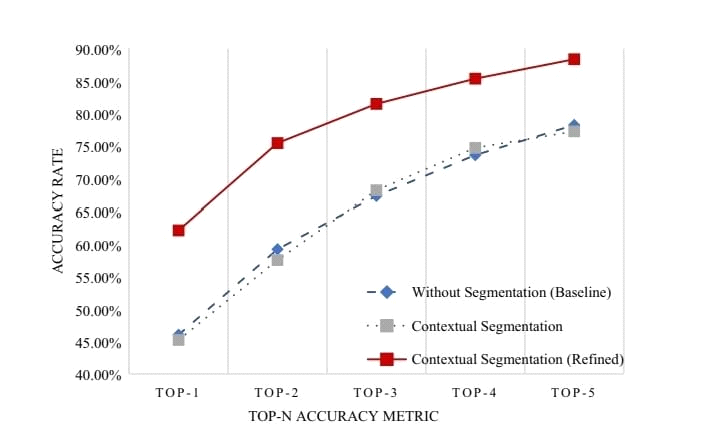 90.00%
85.00%
80.00%
75.00%
70.00%
65.00%
60.00%
55.00%
50.00%
45.00%
40.00%
ACCURACY RATE
Without Segmentation (Baseline)
Contextual Segmentation
Contextual Segmentation (Refined)
TOP-1 TOP-2 TOP-3 TOP-4 TOP-5
TOP-N ACCURACY METRIC